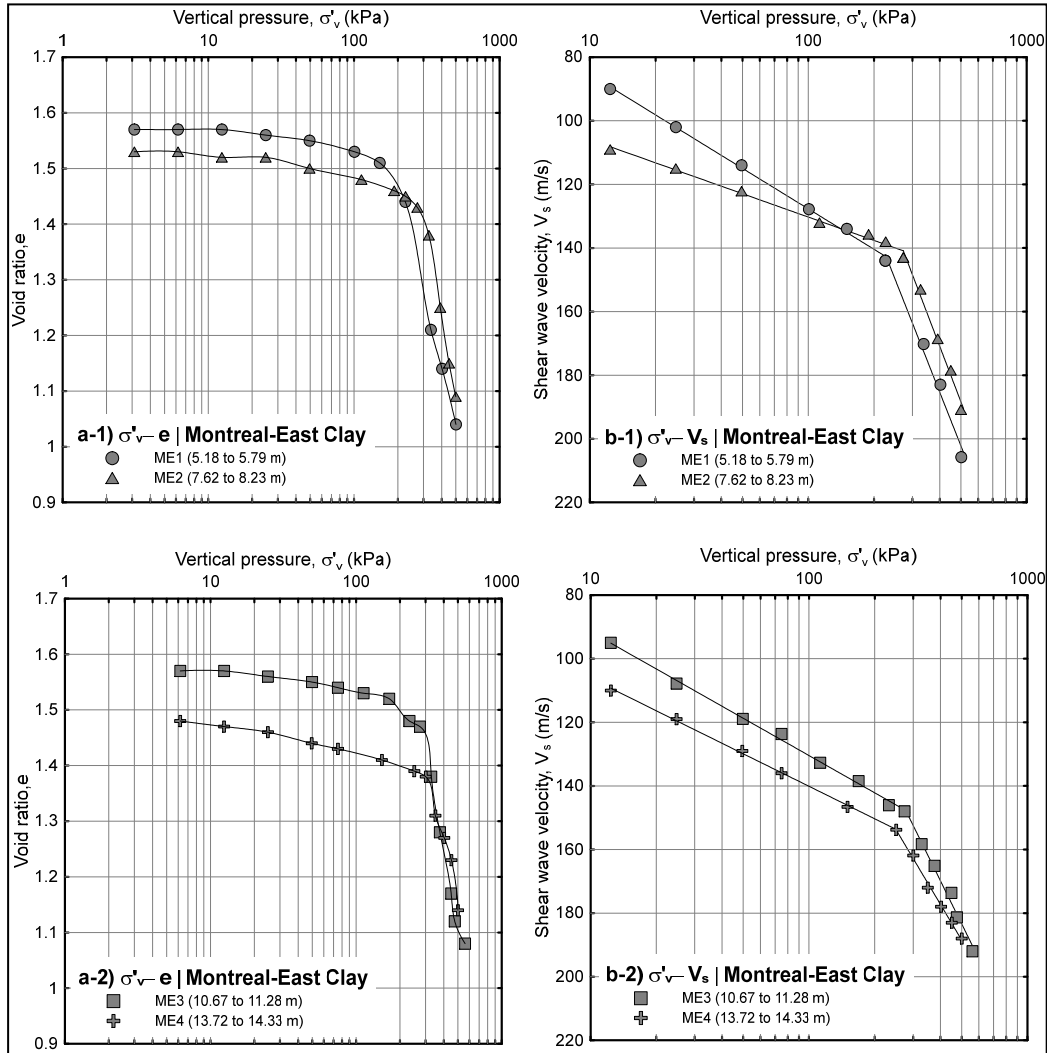 Vertical pressure, σ'v (kPa)
1 10 100 1000
1.7
1.6
1.5
1.4
1.3
1.2
1.1
1
0.9
Void ratio,e
a-1) σ'v– e | Montreal-East Clay
ME1 (5.18 to 5.79 m)
ME2 (7.62 to 8.23 m)
Vertical pressure, σ'v (kPa)
10 100 1000
80
100
120
140
160
180
200
220
Shear wave velocity, Vs (m/s)
b-1) σ'v– Vs | Montreal-East Clay
ME1 (5.18 to 5.79 m)
ME2 (7.62 to 8.23 m)
Vertical pressure, σ'v (kPa)
1 10 100 1000
1.7
1.6
1.5
1.4
1.3
1.2
1.1
1
0.9
Void ratio,e
a-2) σ'v– e | Montreal-East Clay
ME3 (10.67 to 11.28 m)
ME4 (13.72 to 14.33 m)
Vertical pressure, σ'v (kPa)
10 100 1000
80
100
120
140
160
180
200
220
Shear wave velocity, Vs (m/s)
b-2) σ'v– Vs | Montreal-East Clay
ME3 (10.67 to 11.28 m)
ME4 (13.72 to 14.33 m)